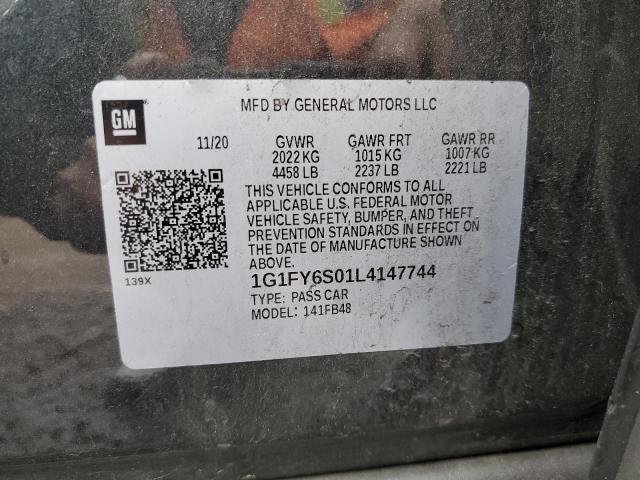 MFD BY GENERAL MOTORS LLC
GM
11/20 GVWR GAWR FRT GAWR RR
2022 KG 1015 KG 1007 KG
4458 LB 2237 LB 2221 LB
THIS VEHICLE CONFORMS TO ALL
APPLICABLE U.S. FEDERAL MOTOR
VEHICLE SAFETY, BUMPER, AND THEFT
PREVENTION STANDARDS IN EFFECT ON
THE DATE OF MANUFACTURE SHOWN
ABOVE.
139X
1G1FY6S01L4147744
TYPE: PASS CAR
MODEL: 141FB48